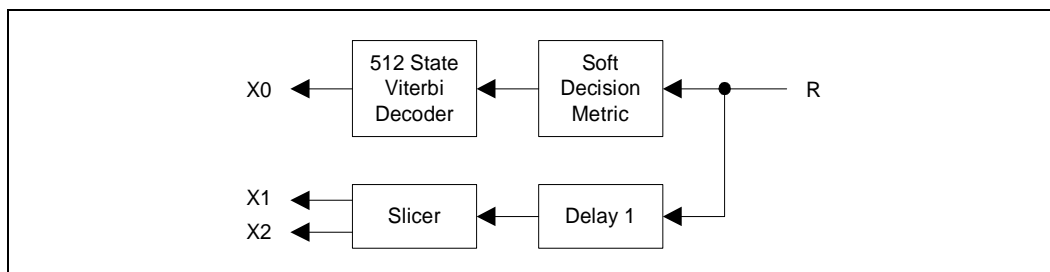 X0
512 State
Viterbi
Decoder
Soft
Decision
Metric
R
X1
X2
Slicer
Delay 1